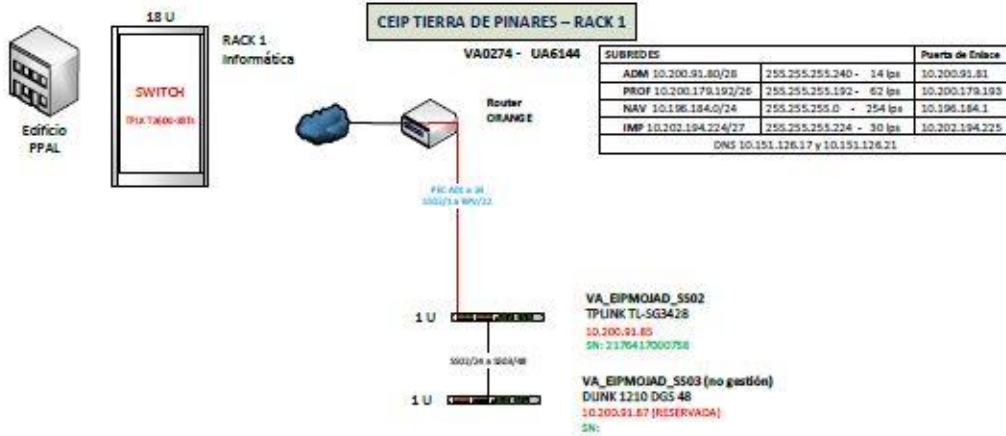 CEIP TIERRA DE PINARES – RACK 1
18 U
RACK 1
Informática
SWITCH
Edificio
PPAL
VA0274 - UA6144
Router
ORANGE
SUBREDES Puerta de Enlace
ADM 10.200.91.80/28 255.255.255.240 - 14 Ips 10.200.91.81
PROF 10.200.179.192/26 255.255.255.192 - 62 Ips 10.200.179.193
NAV 10.196.184.0/24 255.255.255.0 - 254 Ips 10.196.184.1
IMP 10.202.194.224/27 255.255.255.224 - 30 Ips 10.202.194.225
DNS 10.151.126.17 y 10.151.126.21
1 U
VA_EIPMOJAD_SS02
TPLINK TL-SG3428
10.200.91.85
SN: 2176417000758
SS02/24 a SS03/48
1 U
VA_EIPMOJAD_SS03 (no gestión)
DLINK 1210 DGS 48
10.200.91.87 (RESERVADA)
SN: